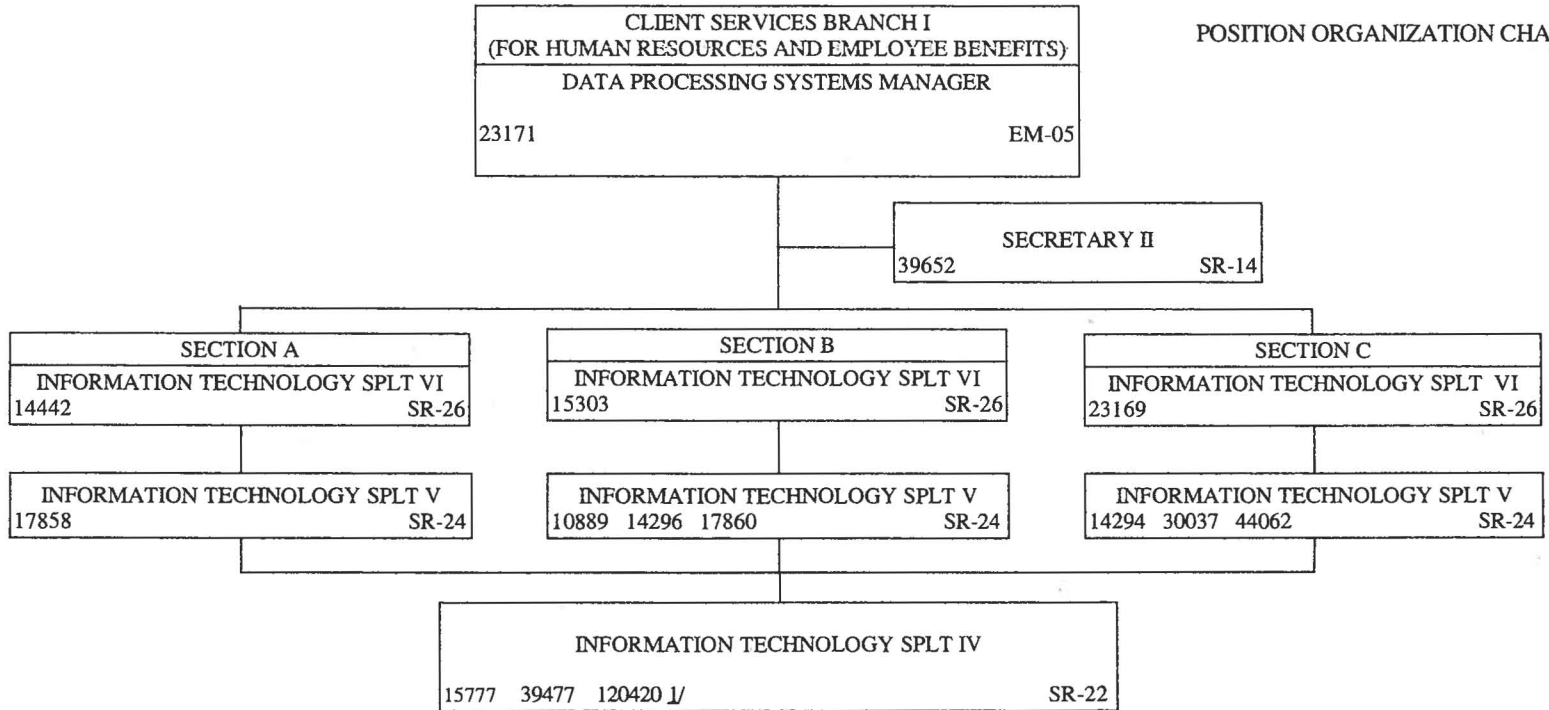 CLIENT SERVICES BRANCH I
(FOR HUMAN RESOURCES AND EMPLOYEE BENEFITS)
POSITION ORGANIZATION CHA
DATA PROCESSING SYSTEMS MANAGER
23171 EM-05
SECRETARY II
39652 SR-14
SECTION A
INFORMATION TECHNOLOGY SPLT VI
14442 SR-26
SECTION B
INFORMATION TECHNOLOGY SPLT VI
15303 SR-26
SECTION C
INFORMATION TECHNOLOGY SPLT VI
23169 SR-26
INFORMATION TECHNOLOGY SPLT V
17858 SR-24
INFORMATION TECHNOLOGY SPLT V
10889 14296 17860 SR-24
INFORMATION TECHNOLOGY SPLT V
14294 30037 44062 SR-24
INFORMATION TECHNOLOGY SPLT IV
15777 39477 120420 1/ SR-22